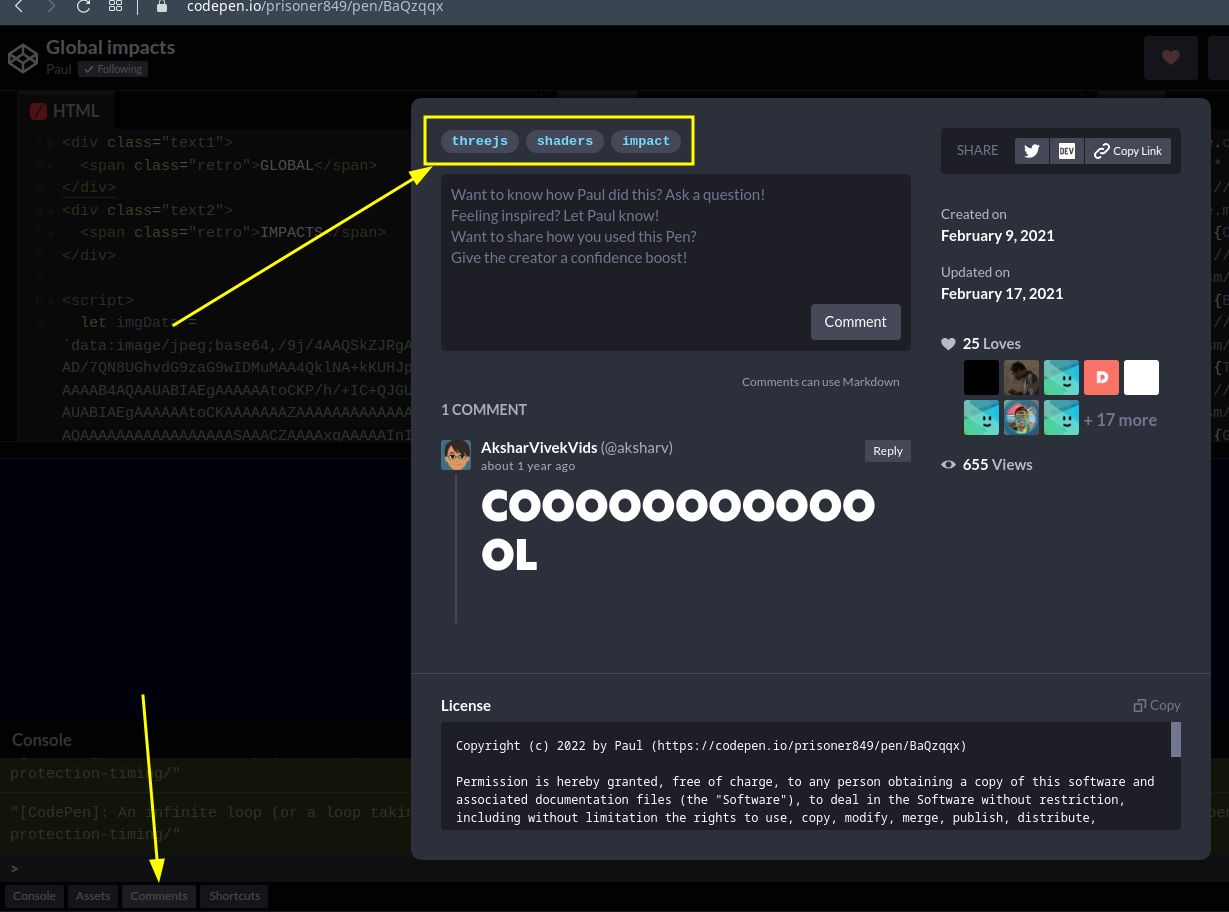 codepen.io/prisoner849/pen/BaQzqqx
Global impacts
Paul
Following
HTML
threejs
shaders
impact
1 <div class="text1">
2 <span class="retro">GLOBAL</span>
3 </div>
4 <div class="text2">
5 <span class="retro">IMPACTS</span>
6 </div>
7
8 <script>
9 let imgData =
`data:image/jpeg;base64,/9j/4AAQSkZJRgA
AD/7QN8UGhvdG9zaG9wIDMuMAA4QklNA+kKUHJp
AAAAB4AQAAUABIAEgAAAAAAtoCKP/h/+IC+QJGU
AUABIAEgAAAAAAtoCKAAAAAAAZAAAAAAAAAAAAA
AQAAAAAAAAAAAAAAAASAAACZAAAAxgAAAAAInI
Want to know how Paul did this? Ask a question!
Feeling inspired? Let Paul know!
Want to share how you used this Pen?
Give the creator a confidence boost!
Comment
Comments can use Markdown
1 COMMENT
AksharVivekVids (@aksharv)
about 1 year ago
Reply
COOOOOOOOOOO
OL
SHARE
DEV
Copy Link
Created on
February 9, 2021
Updated on
February 17, 2021
25 Loves
D
+ 17 more
655 Views
License
Copy
Copyright (c) 2022 by Paul (https://codepen.io/prisoner849/pen/BaQzqqx)
Permission is hereby granted, free of charge, to any person obtaining a copy of this software and
associated documentation files (the "Software"), to deal in the Software without restriction,
including without limitation the rights to use, copy, modify, merge, publish, distribute,
Console
protection-timing/"
"[CodePen]: An infinite loop (or a loop takin
protection-timing/"
>
Console
Assets
Comments
Shortcuts